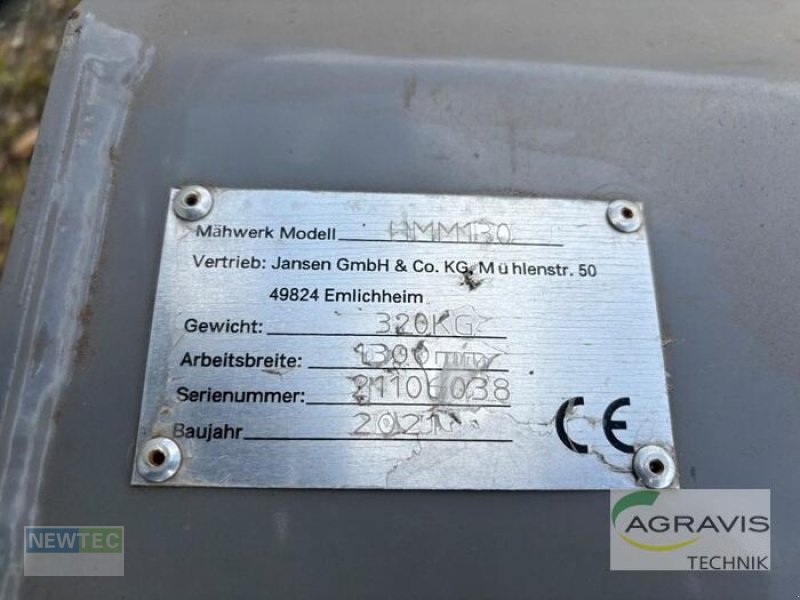 Mähwerk Modell HMM130
Vertrieb: Jansen GmbH & Co. KG, Mühlenstr. 50
49824 Emlichheim
Gewicht: 320KG
Arbeitsbreite: 1300mm
Serienummer: 21106038
Baujahr 2021
CE
NEWTEC
AGRAVIS
TECHNIK